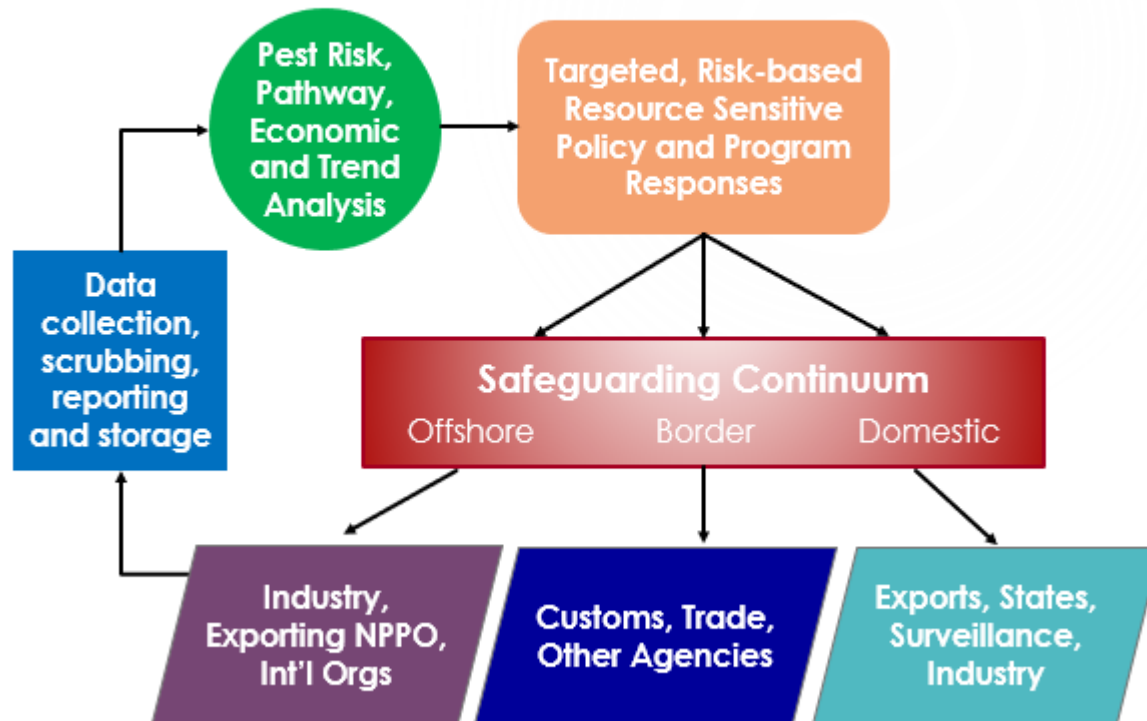 Pest Risk,
Pathway,
Economic
and Trend
Analysis
Targeted, Risk-based
Resource Sensitive
Policy and Program
Responses
Data
collection,
scrubbing,
reporting
and storage
Safeguarding Continuum
Offshore Border Domestic
Industry,
Exporting NPPO,
Int'l Orgs
Customs, Trade,
Other Agencies
Exports, States,
Surveillance,
Industry